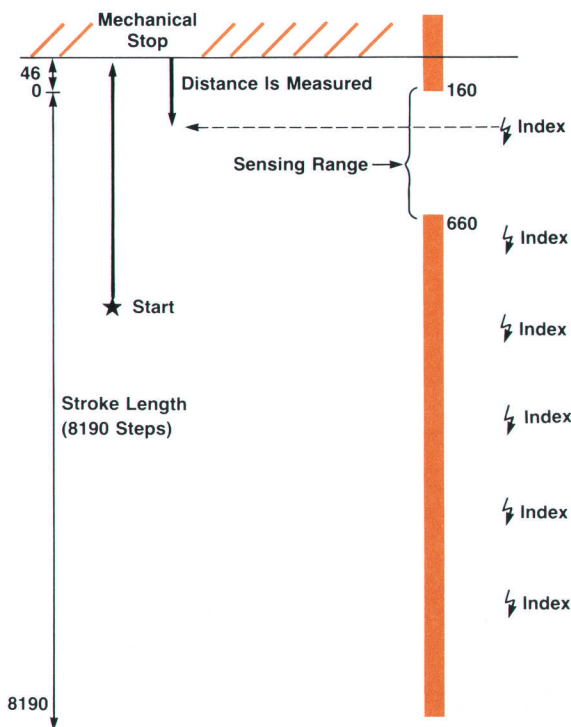 Mechanical
Stop
46
0
Distance Is Measured
160
Index
Sensing Range
660
Index
Start
Index
Stroke Length
(8190 Steps)
Index
Index
Index
8190